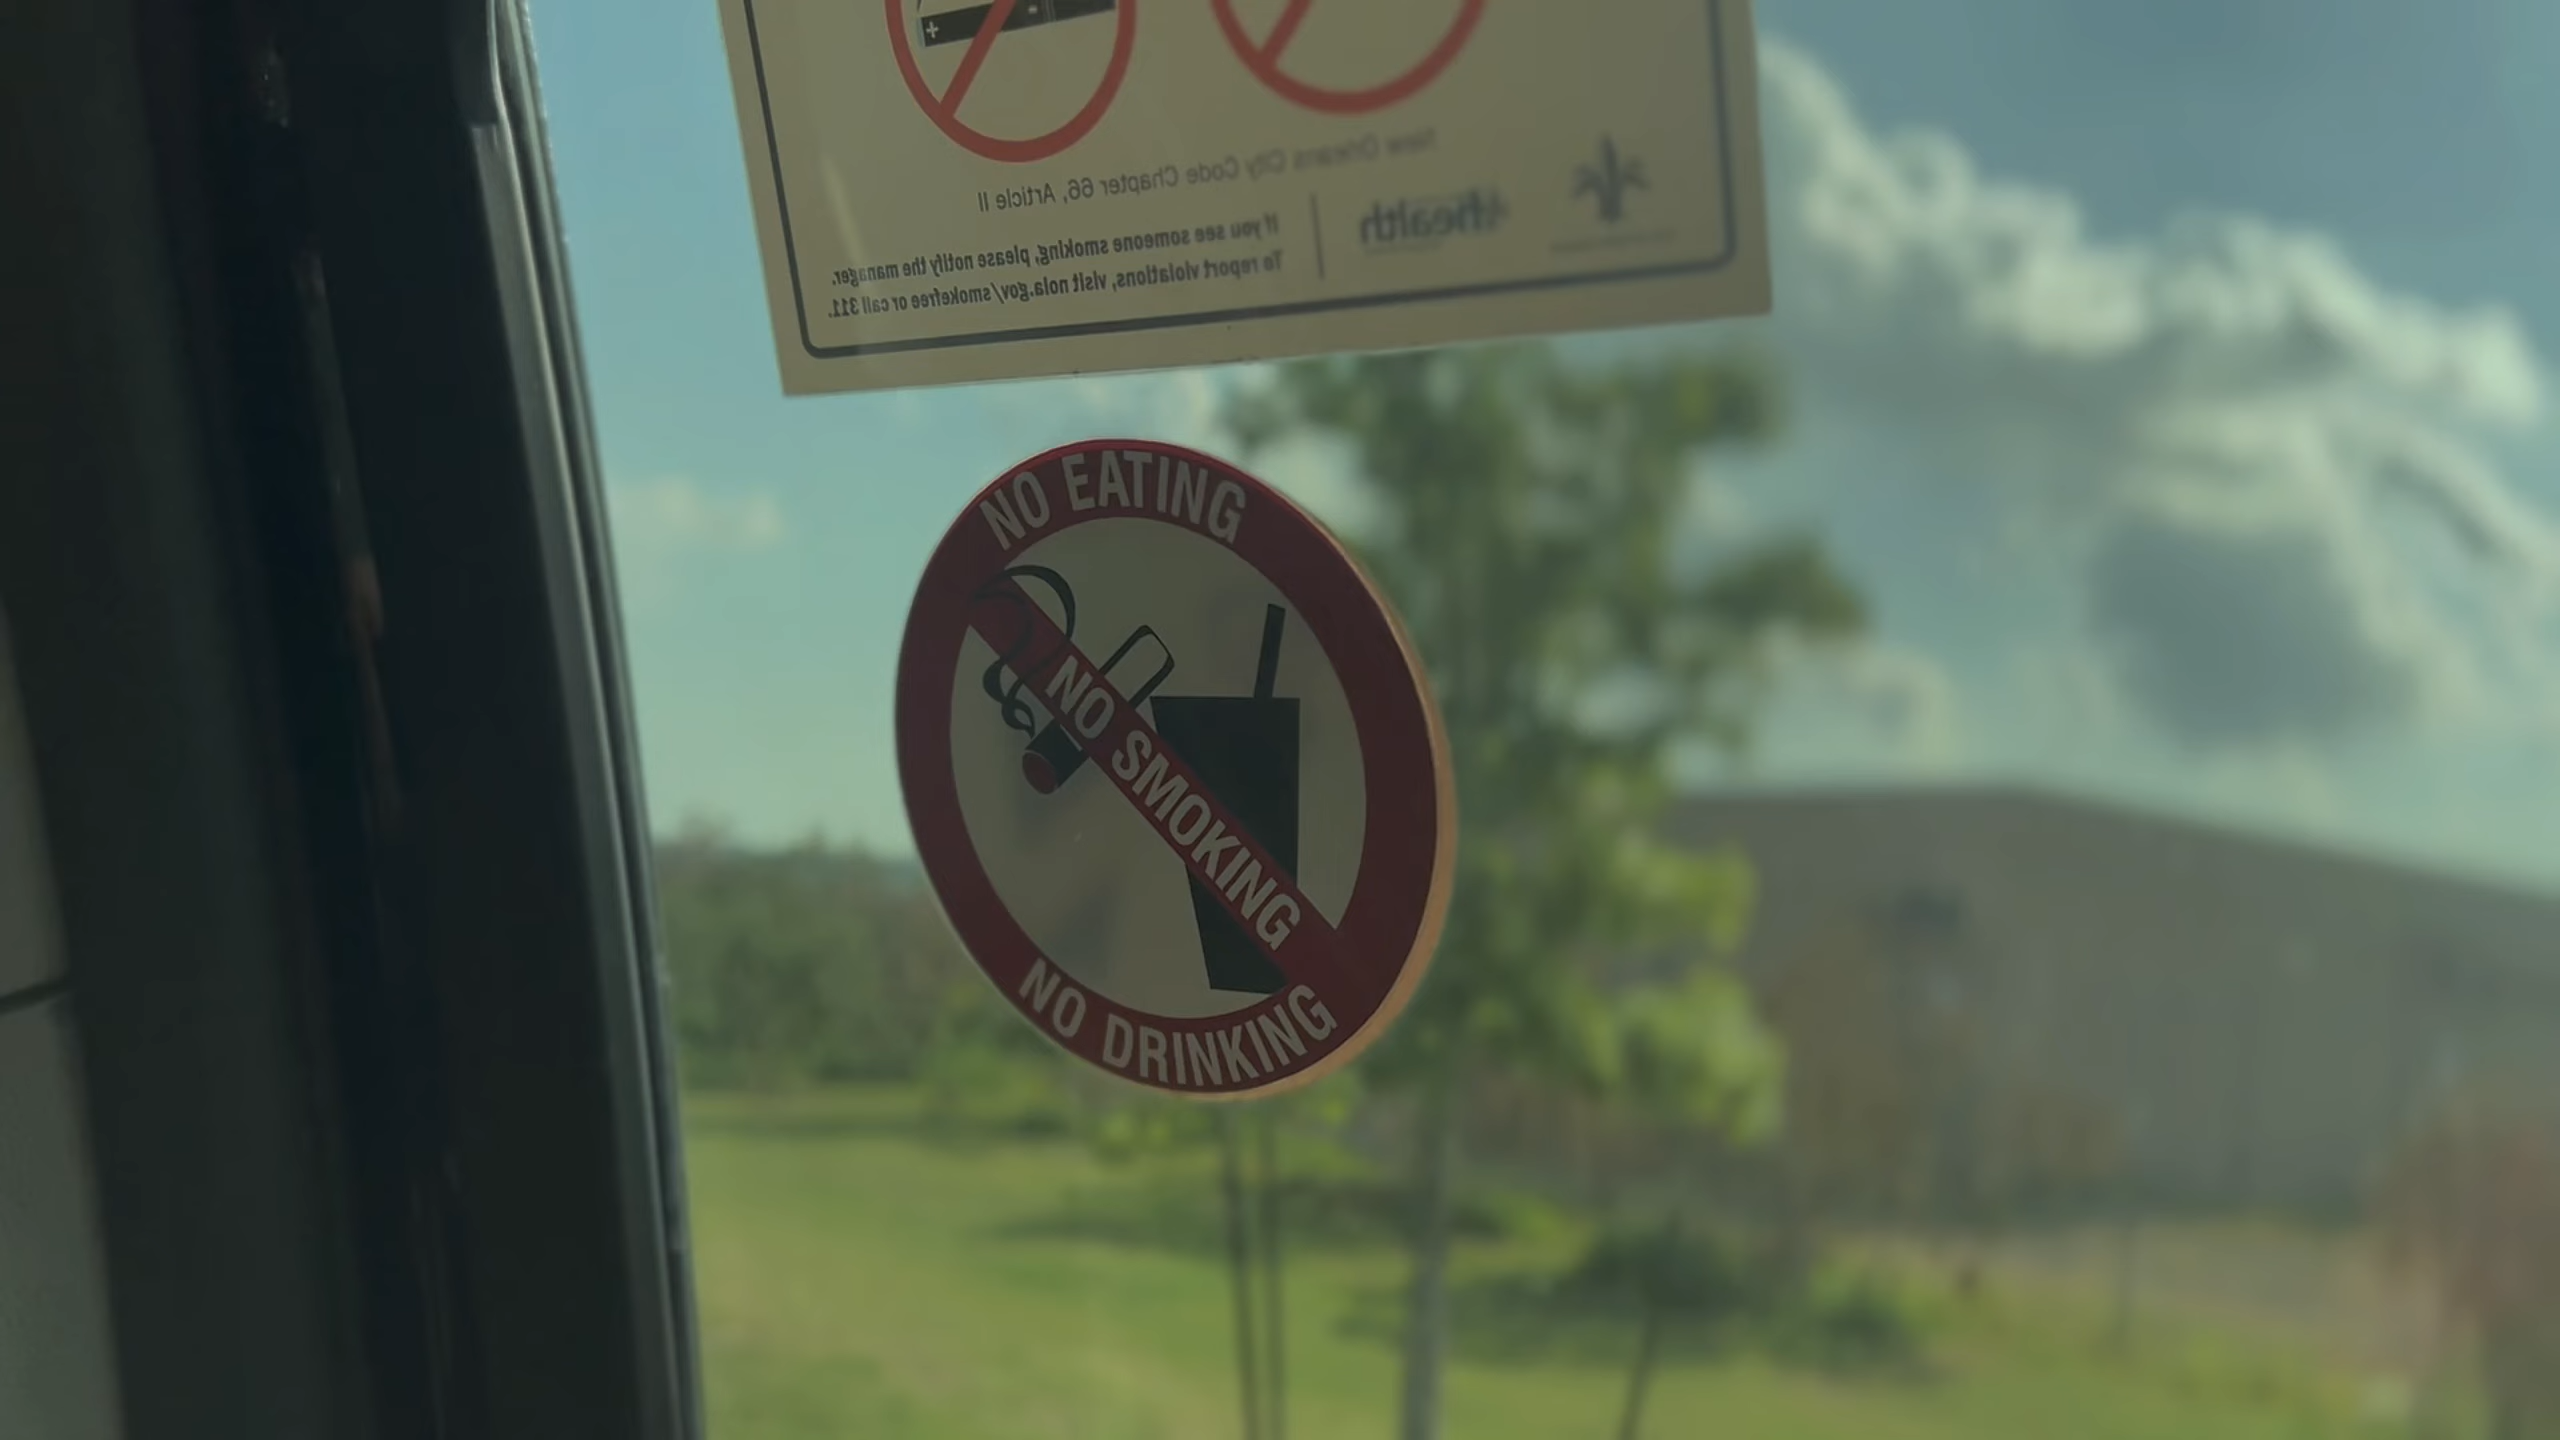 New Orleans City Code Chapter 66, Article II
health
If you see someone smoking, please notify the manager.
To report violations, visit nola.gov/smokefree or call 311.
NO EATING
NO SMOKING
NO DRINKING